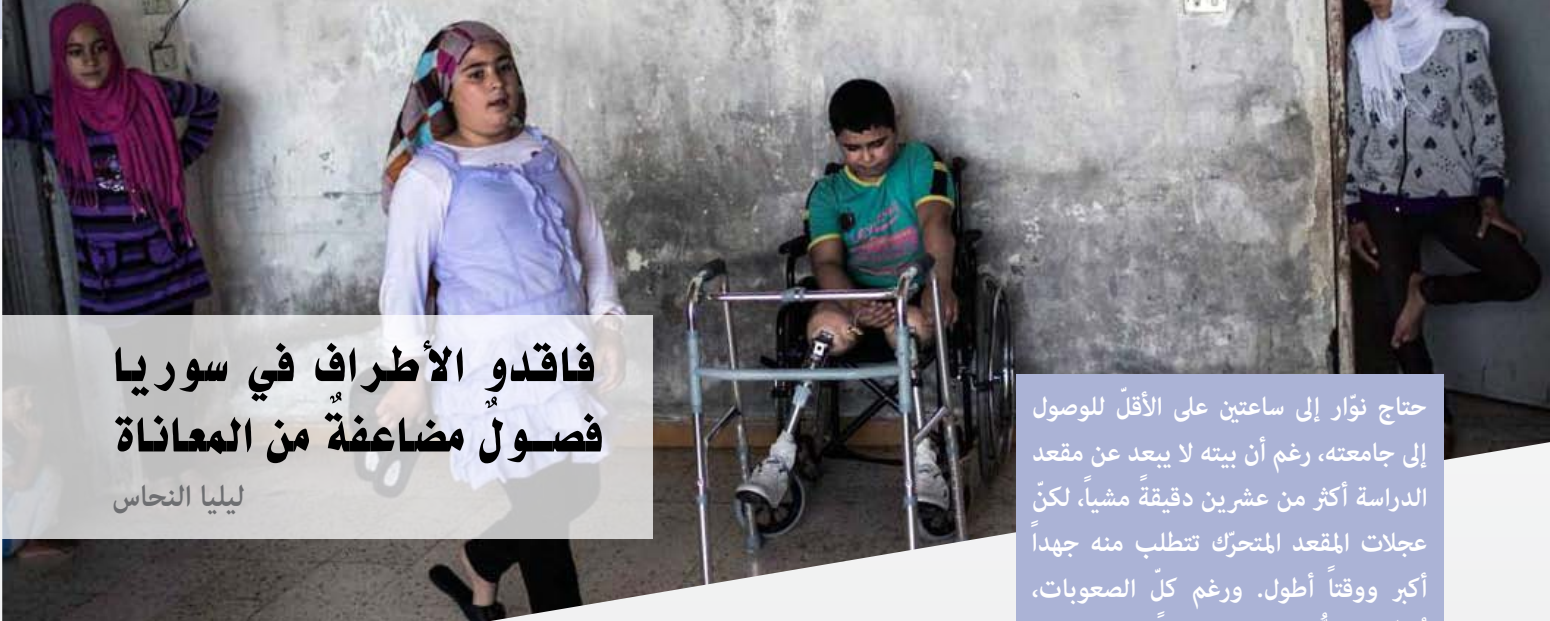 فاقدو الأطراف في سوريا
فصــولٌ مضاعفةٌ من المعاناة
ليليا النحاس
حتاج نوّار إلى ساعتين على الأقلّ للوصول
إلى جامعته، رغم أن بيته لا يبعد عن مقعد
الدراسة أكثر من عشرين دقيقةً مشياً، لكنّ
عجلات المقعد المتحرّك تتطلب منه جهداً
أكبر ووقتاً أطول. ورغم كلّ الصعوبات،